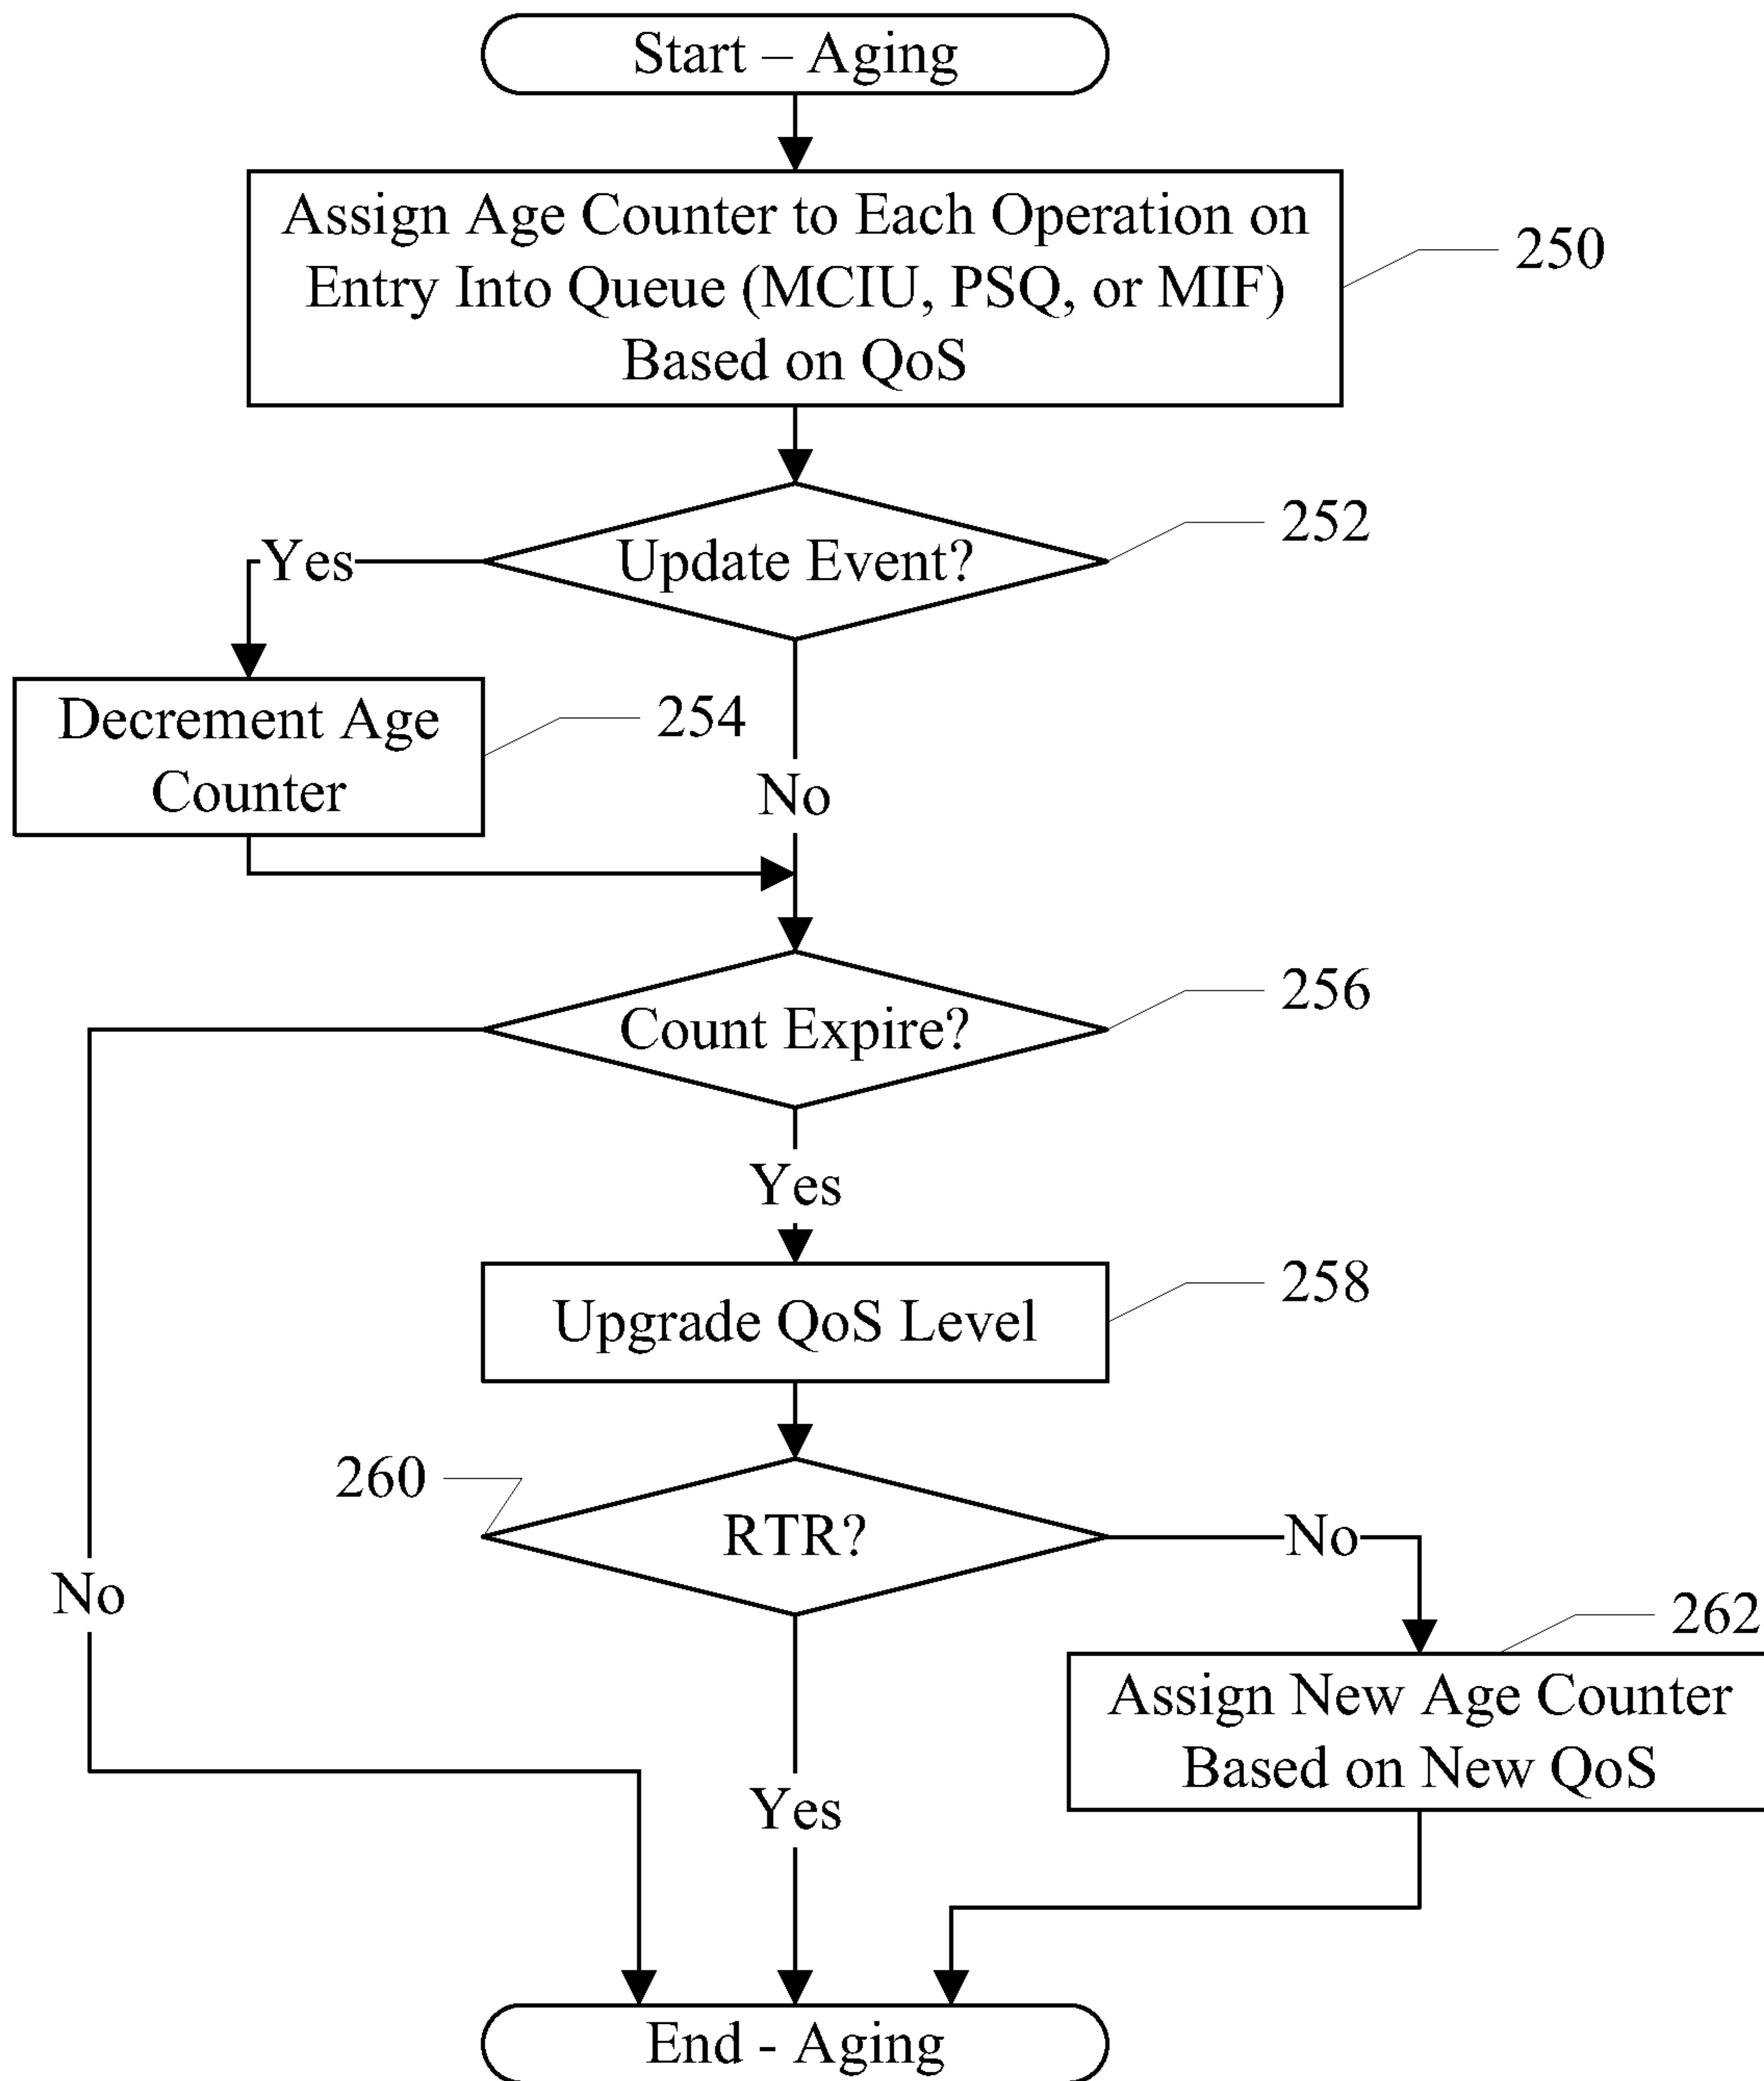 Start – Aging
Assign Age Counter to Each Operation on
Entry Into Queue (MCIU, PSQ, or MIF)
Based on QoS
250
252
Update Event?
Yes
Decrement Age
Counter
254
No
256
Count Expire?
Yes
258
Upgrade QoS Level
260
RTR?
No
No
262
Assign New Age Counter
Based on New QoS
Yes
End - Aging